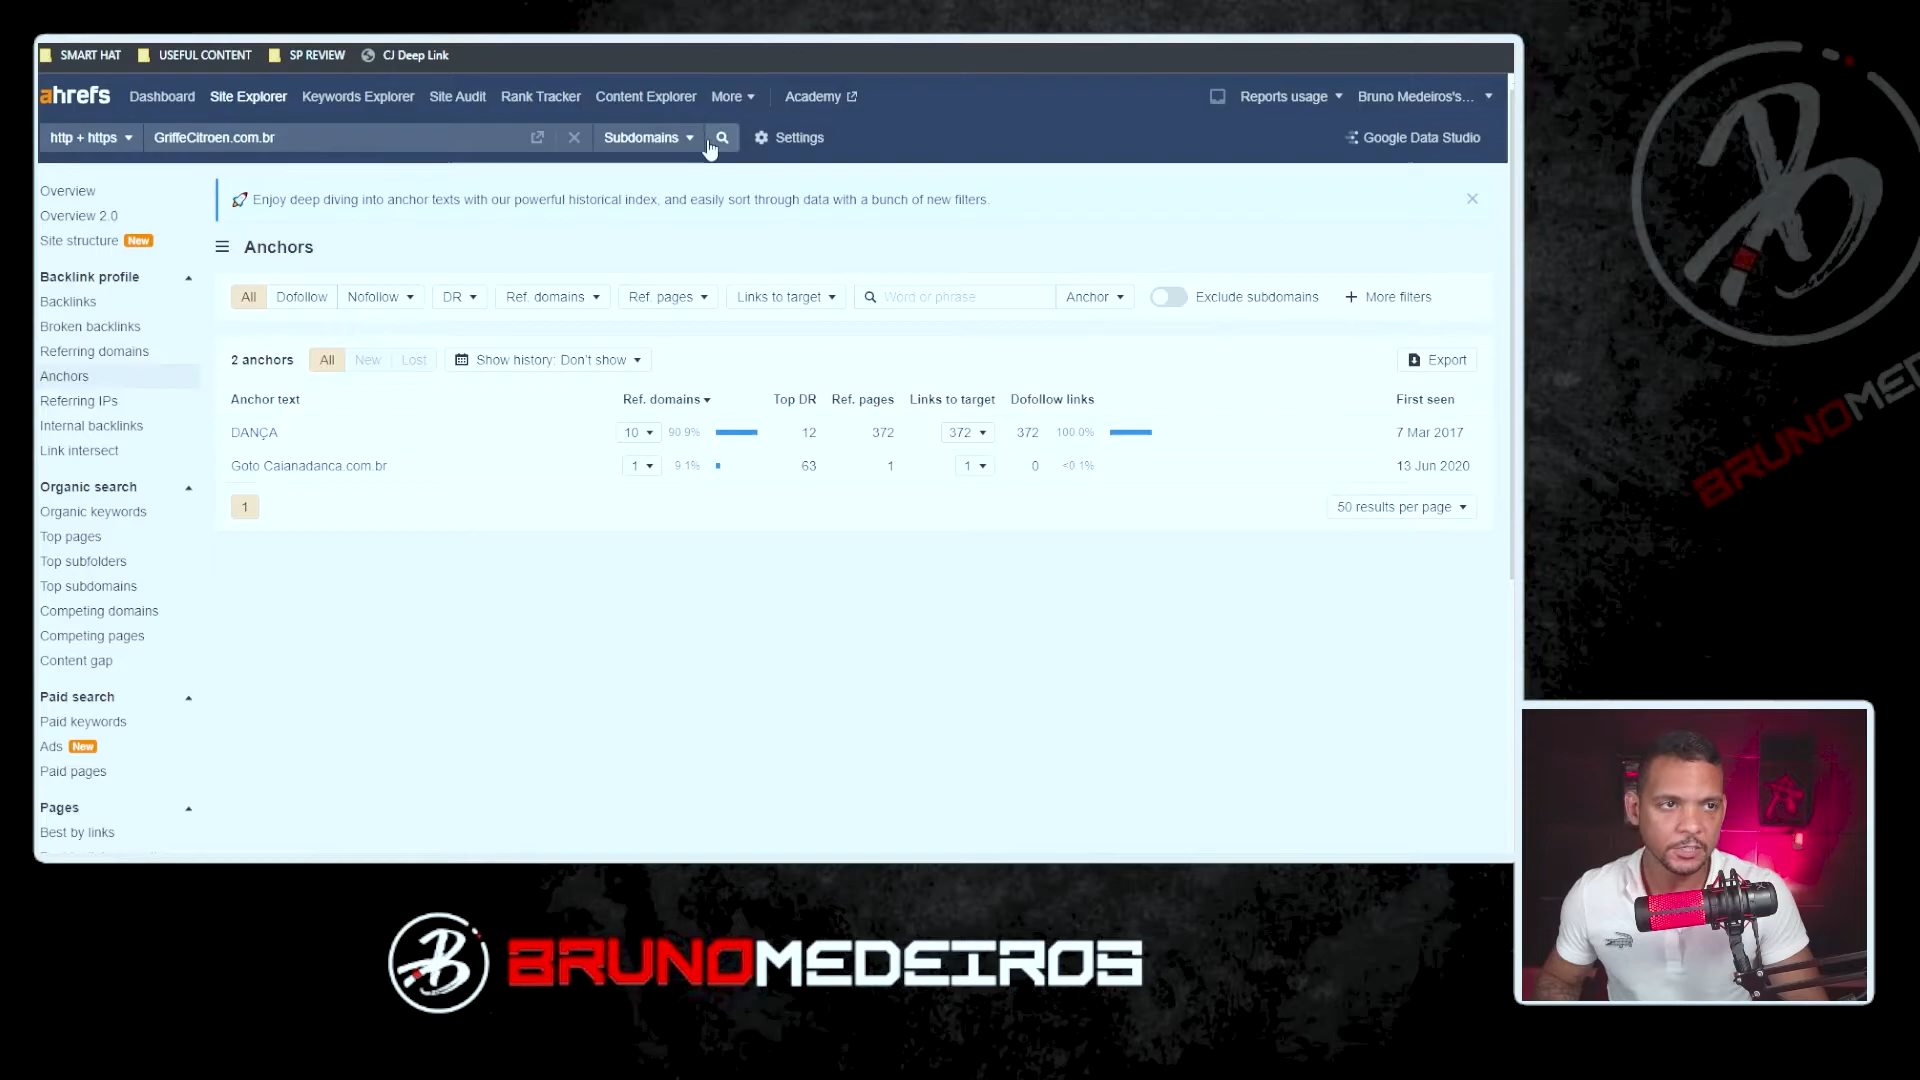 SMART HAT USEFUL CONTENT SP REVIEW CJ Deep Link
ahrefs Dashboard Site Explorer Keywords Explorer Site Audit Rank Tracker Content Explorer More Academy Reports usage Bruno Medeiros's...
http + https GriffeCitroen.com.br Subdomains Settings Google Data Studio
Overview
Overview 2.0
Site structure New
Backlink profile
Backlinks
Broken backlinks
Referring domains
Anchors
Referring IPs
Internal backlinks
Link intersect
Organic search
Organic keywords
Top pages
Top subfolders
Top subdomains
Competing domains
Competing pages
Content gap
Paid search
Paid keywords
Ads New
Paid pages
Pages
Best by links
Enjoy deep diving into anchor texts with our powerful historical index, and easily sort through data with a bunch of new filters.
Anchors
All Dofollow Nofollow DR Ref. domains Ref. pages Links to target Word or phrase Anchor Exclude subdomains + More filters
2 anchors All New Lost Show history: Don't show Export
Anchor text Ref. domains Top DR Ref. pages Links to target Dofollow links First seen
DANÇA 10 90.9% 12 372 372 372 100.0% 7 Mar 2017
Goto Caianadanca.com.br 1 9.1% 63 1 1 0 <0.1% 13 Jun 2020
1 50 results per page
B
BRUNOMED
B BRUNOMEDEIROS